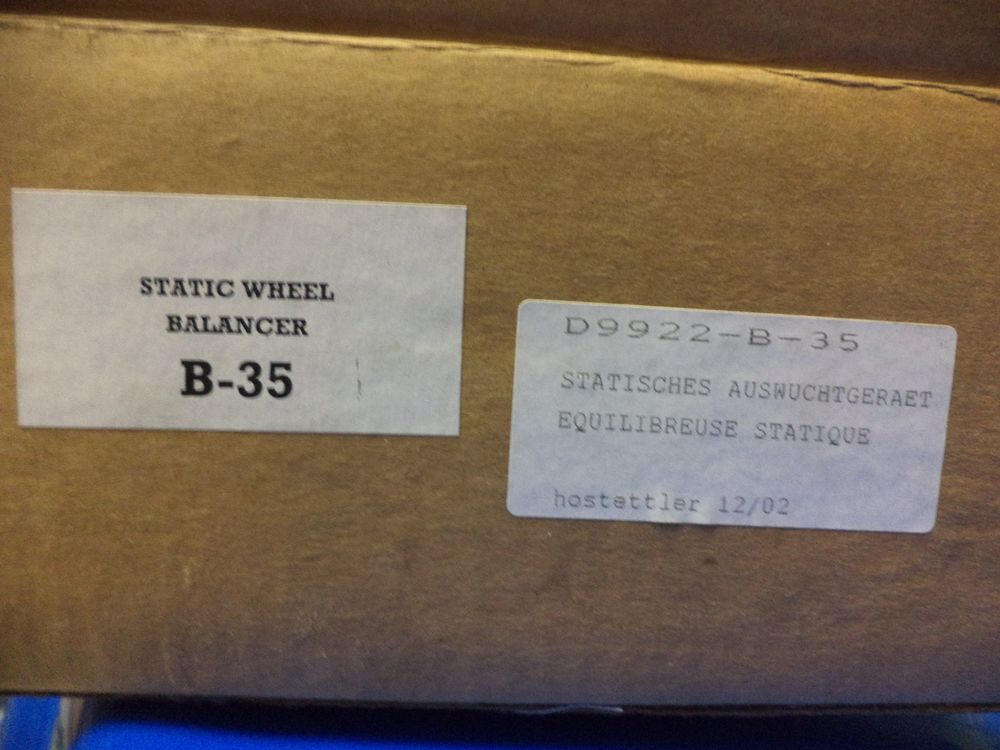 STATIC WHEEL
BALANCER
B-35
D9922-B-35
STATISCHES AUSWUCHTGERAET
EQUILIBREUSE STATIQUE
hostettler 12/02